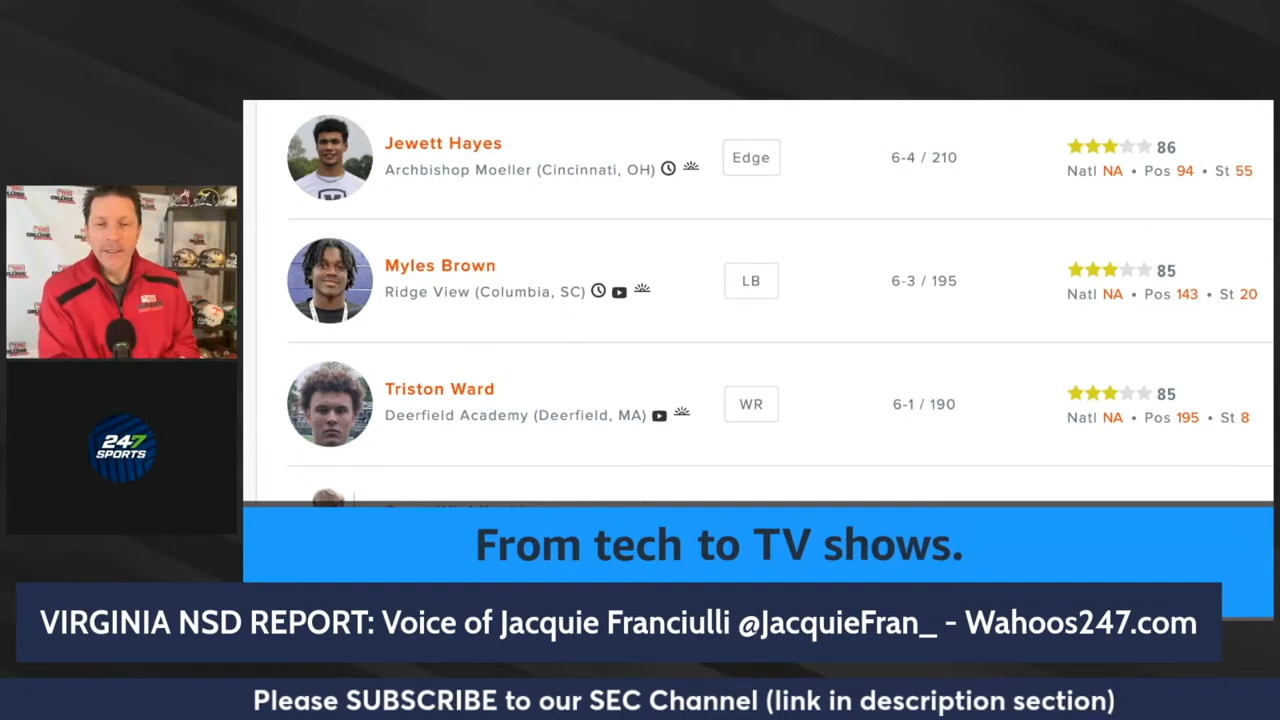 Jewett Hayes
Archbishop Moeller (Cincinnati, OH)
Edge
6-4 / 210
86
Natl NA • Pos 94 • St 55
Myles Brown
Ridge View (Columbia, SC)
LB
6-3 / 195
85
Natl NA • Pos 143 • St 20
Triston Ward
Deerfield Academy (Deerfield, MA)
WR
6-1 / 190
85
Natl NA • Pos 195 • St 8
247
SPORTS
From tech to TV shows.
VIRGINIA NSD REPORT: Voice of Jacquie Franciulli @JacquieFran_ - Wahoos247.com
Please SUBSCRIBE to our SEC Channel (link in description section)